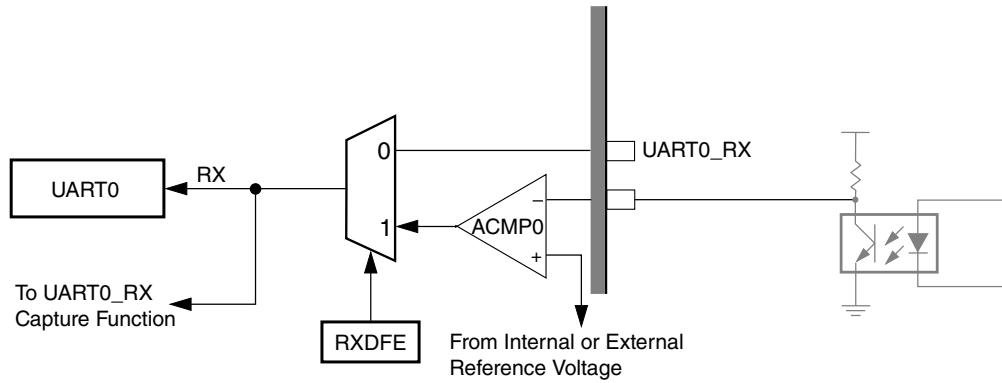 0
UART0_RX
UART0
RX
−
ACMP0
1
+
To UART0_RX
Capture Function
RXDFE
From Internal or External
Reference Voltage